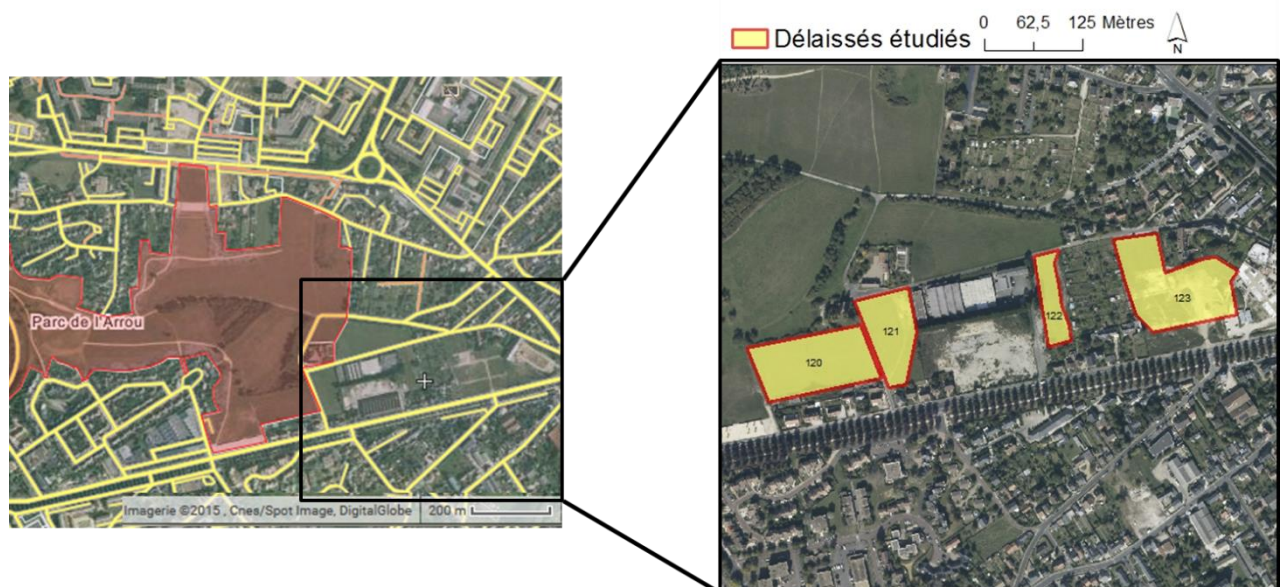 Délaissés étudiés
0 62,5 125 Mètres
N
Parc de l'Arrou
120
121
122
123
Imagerie ©2015 , Cnes/Spot Image, DigitalGlobe
200 m